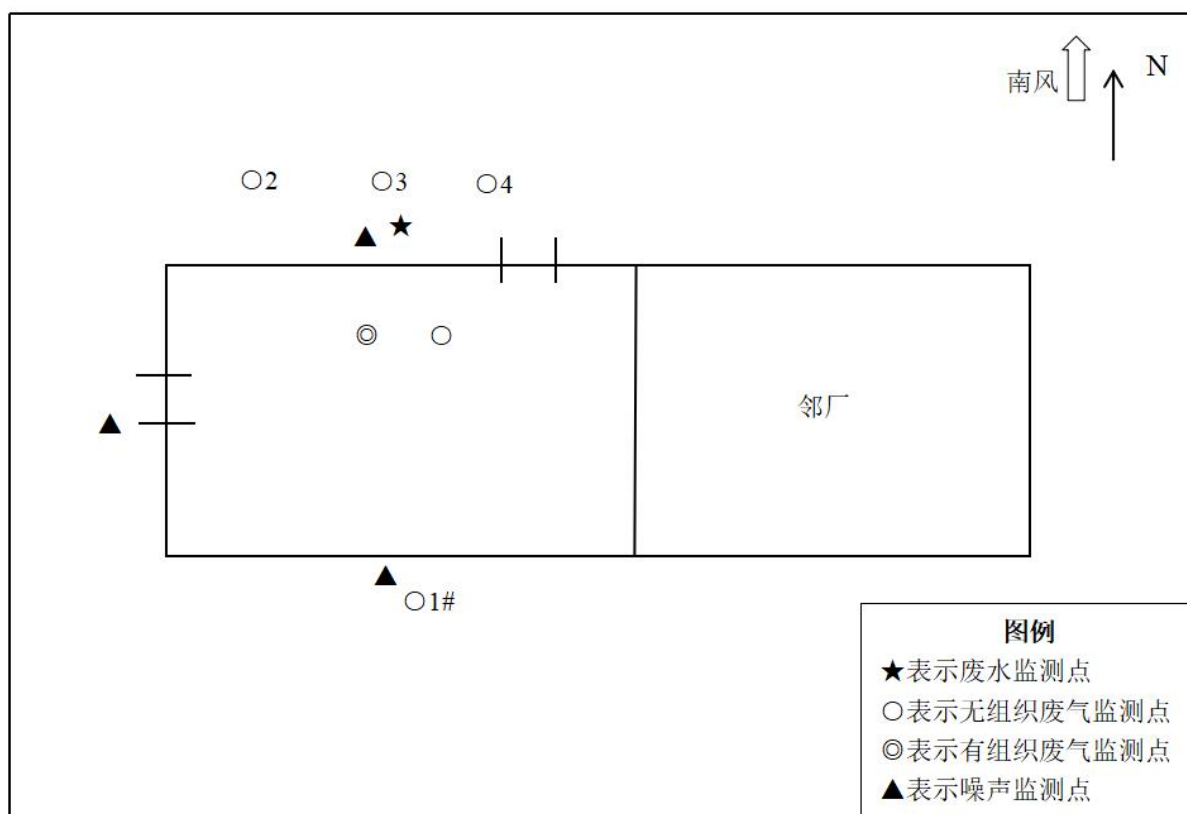 N
南风
○2
○3
○4
邻厂
○1#
图例
★表示废水监测点
○表示无组织废气监测点
◎表示有组织废气监测点
▲表示噪声监测点